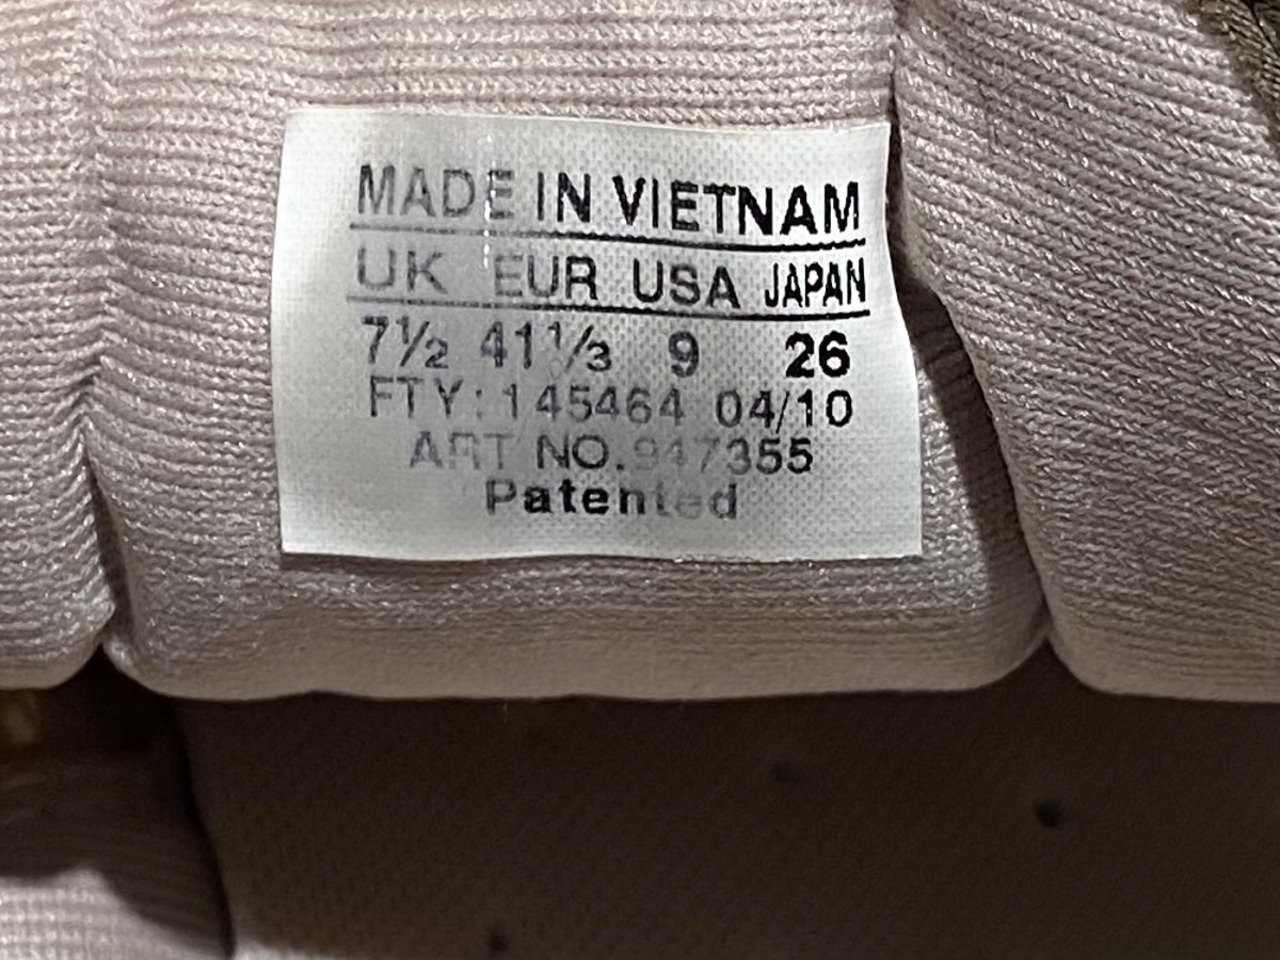 MADE IN VIETNAM
UK EUR USA JAPAN
7½ 41⅓ 9 26
FTY: 145464 04/10
ART NO.947355
Patented